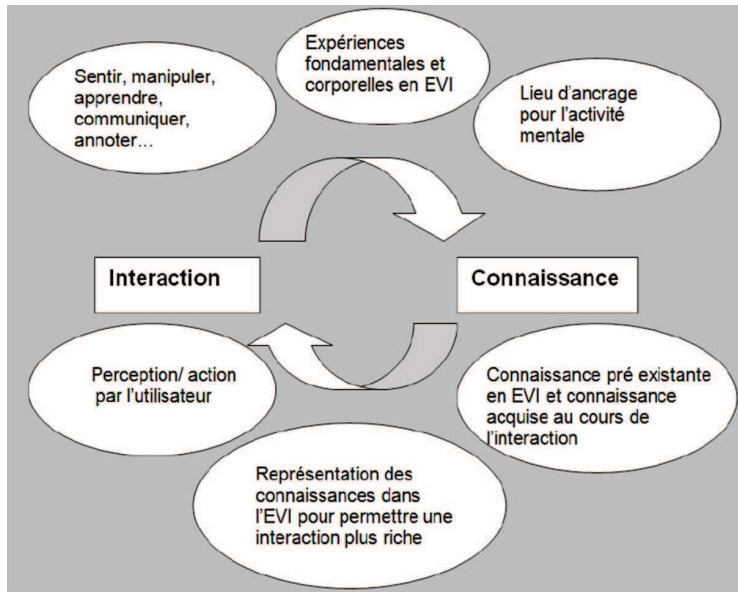 Expériences
fondamentales et
corporelles en EVI
Sentir, manipuler,
apprendre,
communiquer,
annoter...
Lieu d'ancrage
pour l'activité
mentale
Interaction
Connaissance
Perception/ action
par l'utilisateur
Connaissance pré existante
en EVI et connaissance
acquise au cours de
l'interaction
Représentation des
connaissances dans
l'EVI pour permettre une
interaction plus riche